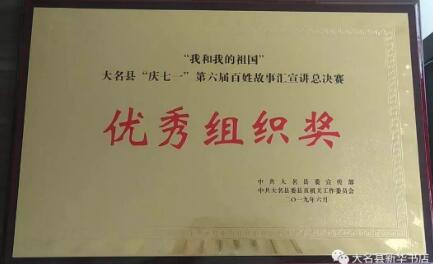 “我和我的祖国”
大名县“庆七一”第六届百姓故事汇宣讲总决赛
优秀组织奖
中共大名县委宣传部
中共大名县委县直机关工作委员会
二〇一九年六月
大名县新华书店